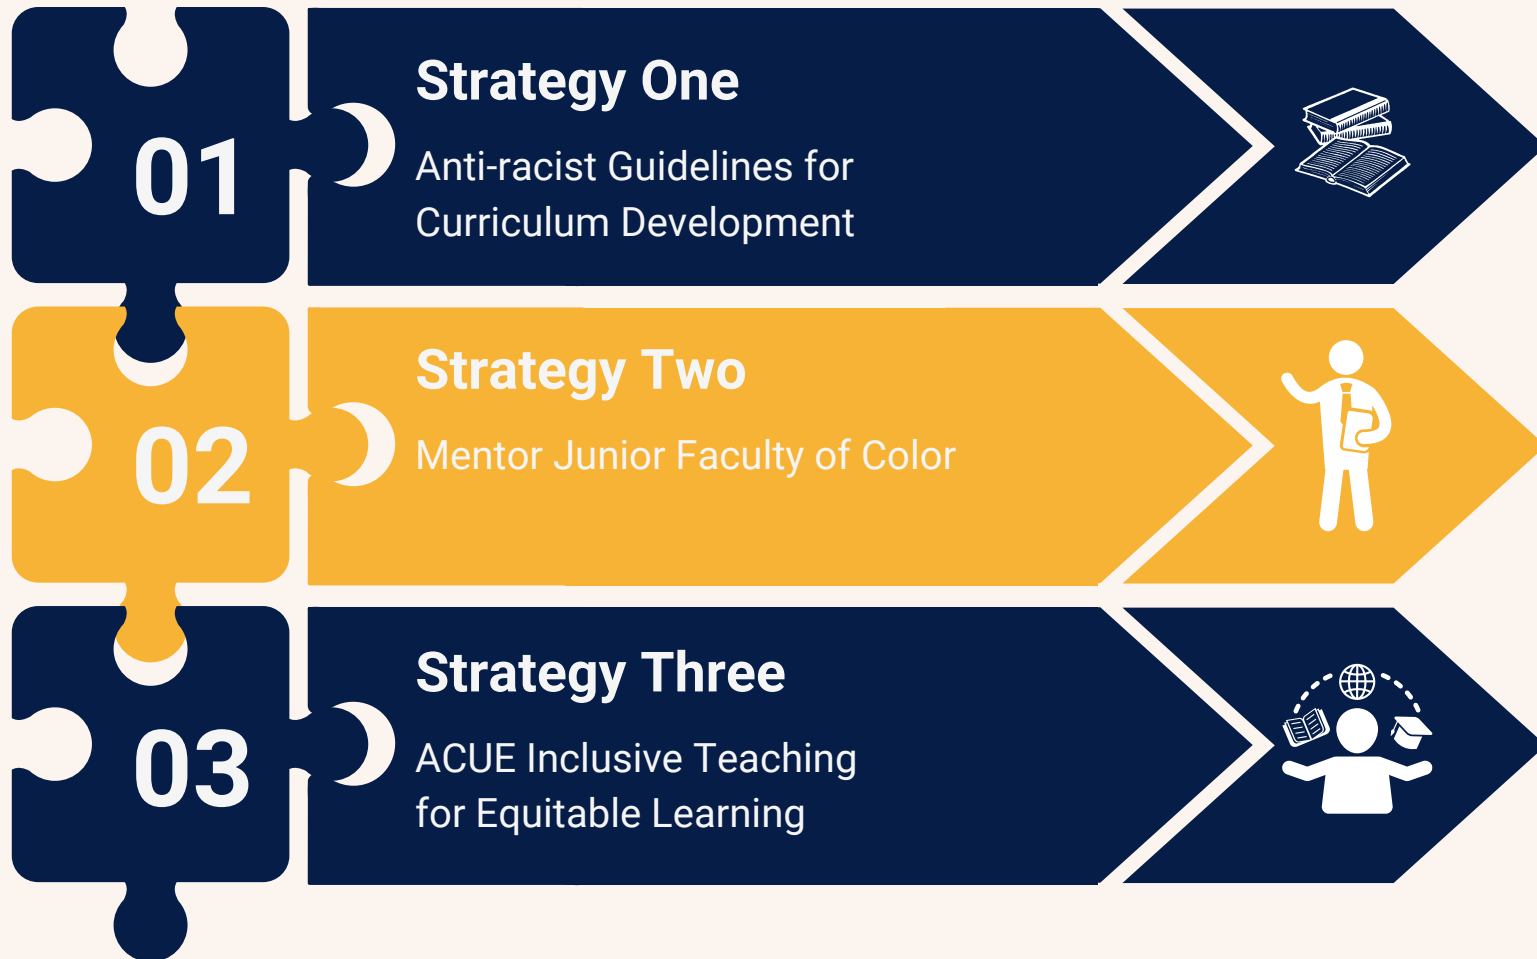 01
Strategy One
Anti-racist Guidelines for
Curriculum Development
02
Strategy Two
Mentor Junior Faculty of Color
03
Strategy Three
ACUE Inclusive Teaching
for Equitable Learning